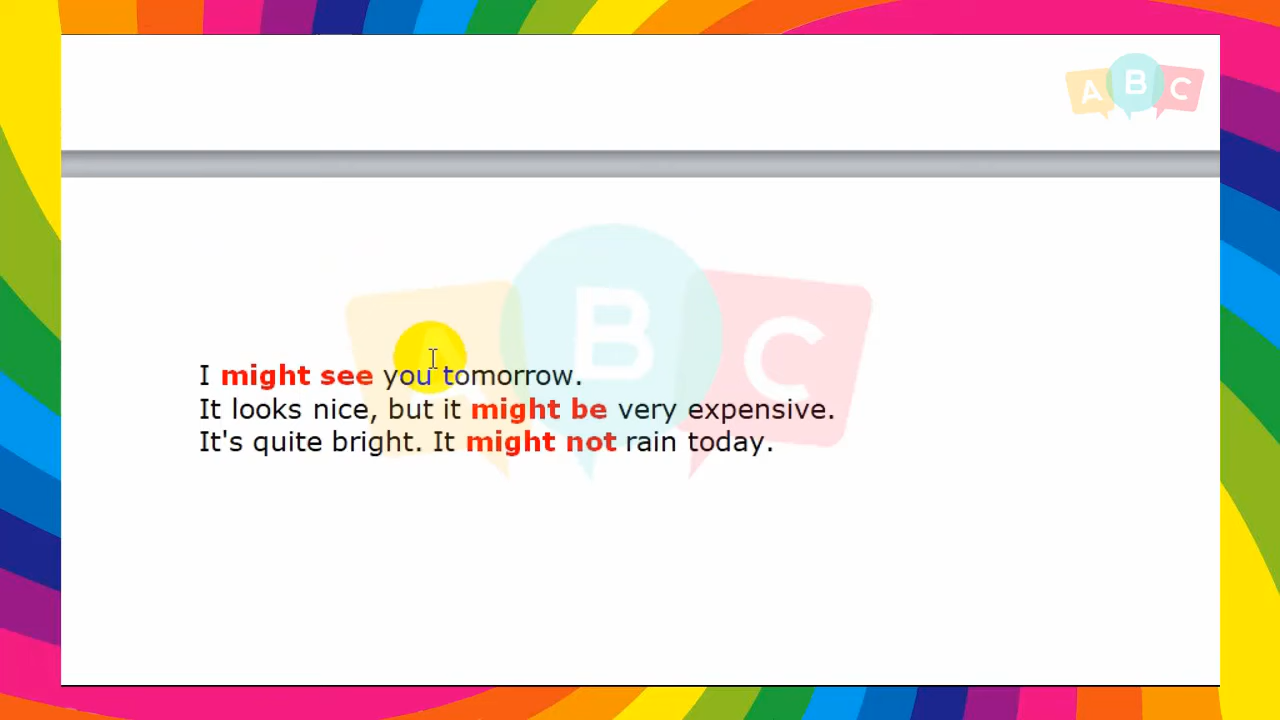 A B C
A B C
I might see you tomorrow.
It looks nice, but it might be very expensive.
It's quite bright. It might not rain today.